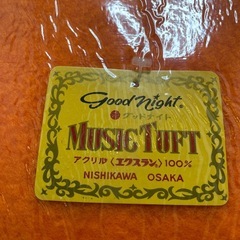 Good Night®
グッドナイト
MUSIC TUFT
アクリル〈エクスラン〉100%
NISHIKAWA OSAKA